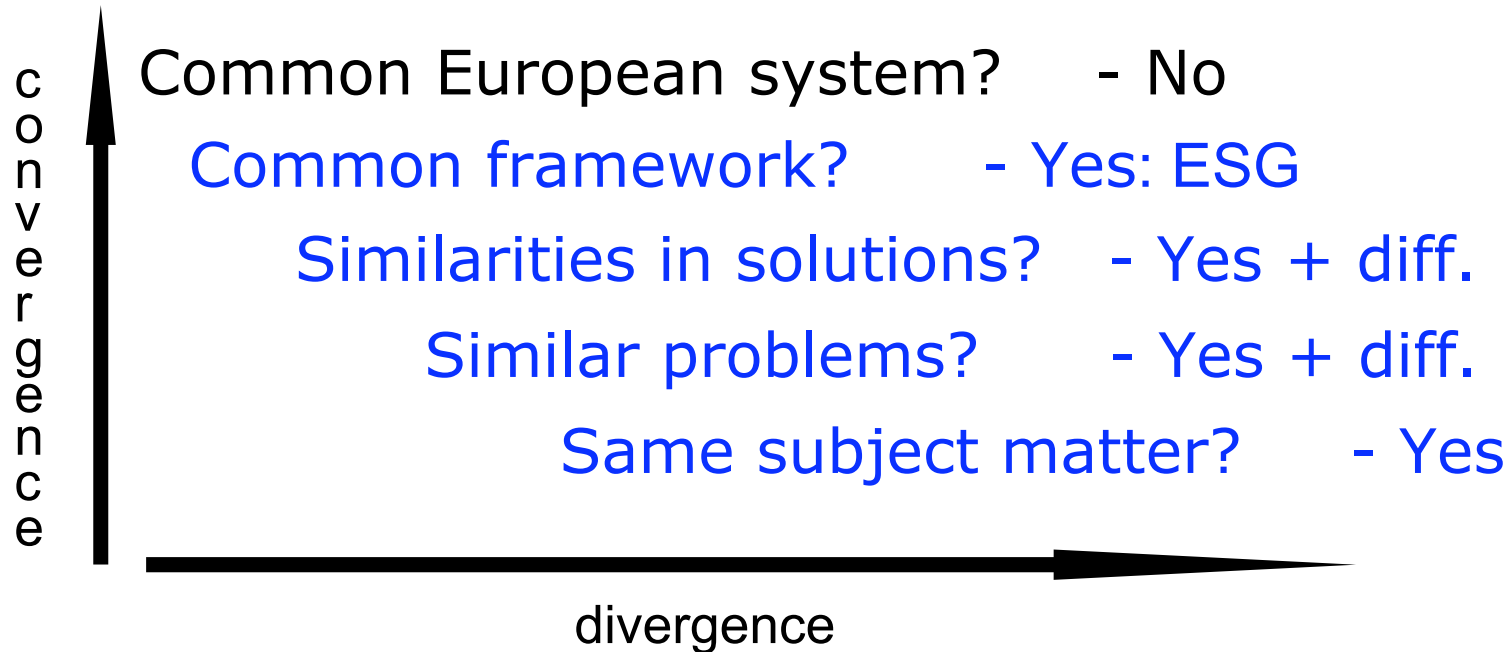 convergence
Common European system? - No
Common framework? - Yes: ESG
Similarities in solutions? - Yes + diff.
Similar problems? - Yes + diff.
Same subject matter? - Yes
divergence